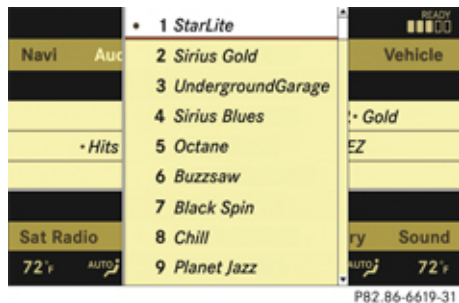 READY
• 1 StarLite
Navi Aud 2 Sirius Gold Vehicle
3 UndergroundGarage
4 Sirius Blues • Gold
• Hits 5 Octane EZ
6 Buzzsaw
7 Black Spin
Sat Radio 8 Chill ry Sound
72°F AUTO 9 Planet Jazz AUTO 72°F
P82.86-6619-31